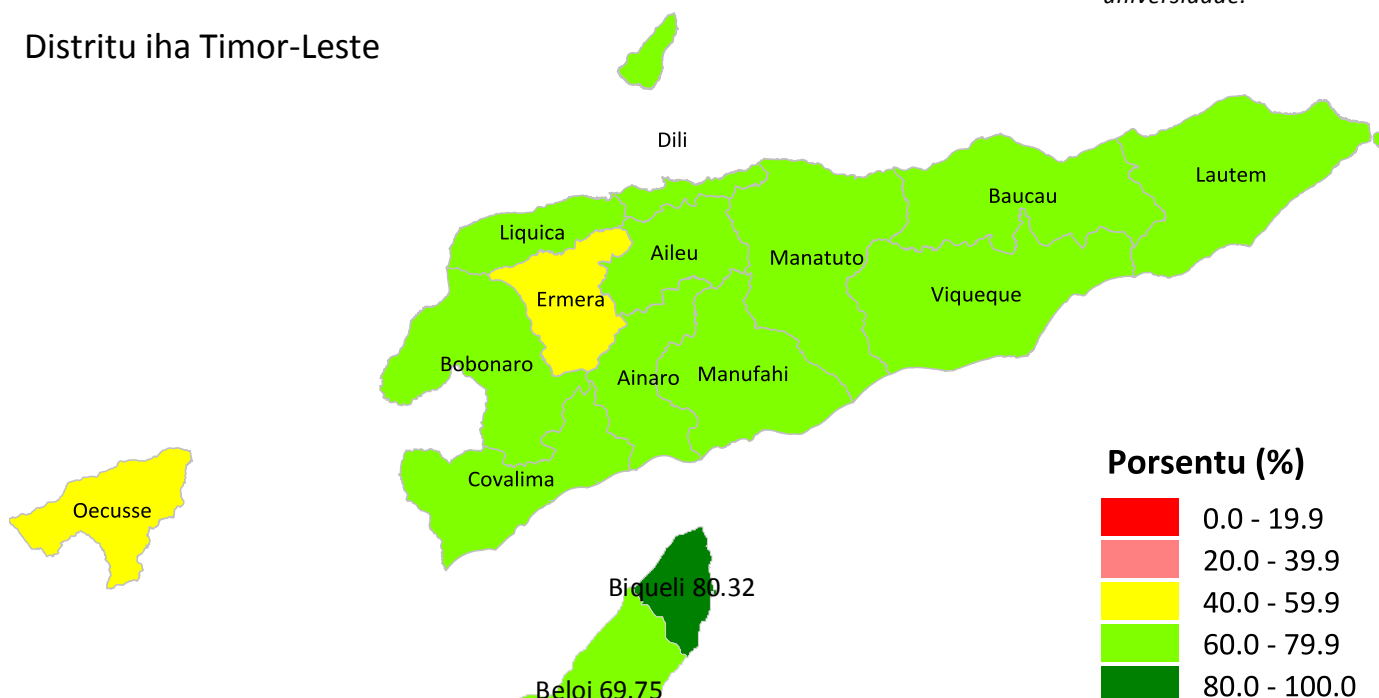 universidade.
Distritu iha Timor-Leste
Dili
Lautem
Baucau
Liquica
Aileu
Manatuto
Viqueque
Ermera
Bobonaro
Ainaro
Manufahi
Covalima
Oecusse
Porsentu (%)
0.0 - 19.9
20.0 - 39.9
40.0 - 59.9
60.0 - 79.9
80.0 - 100.0
Biqueli 80.32
Beloi 69.75